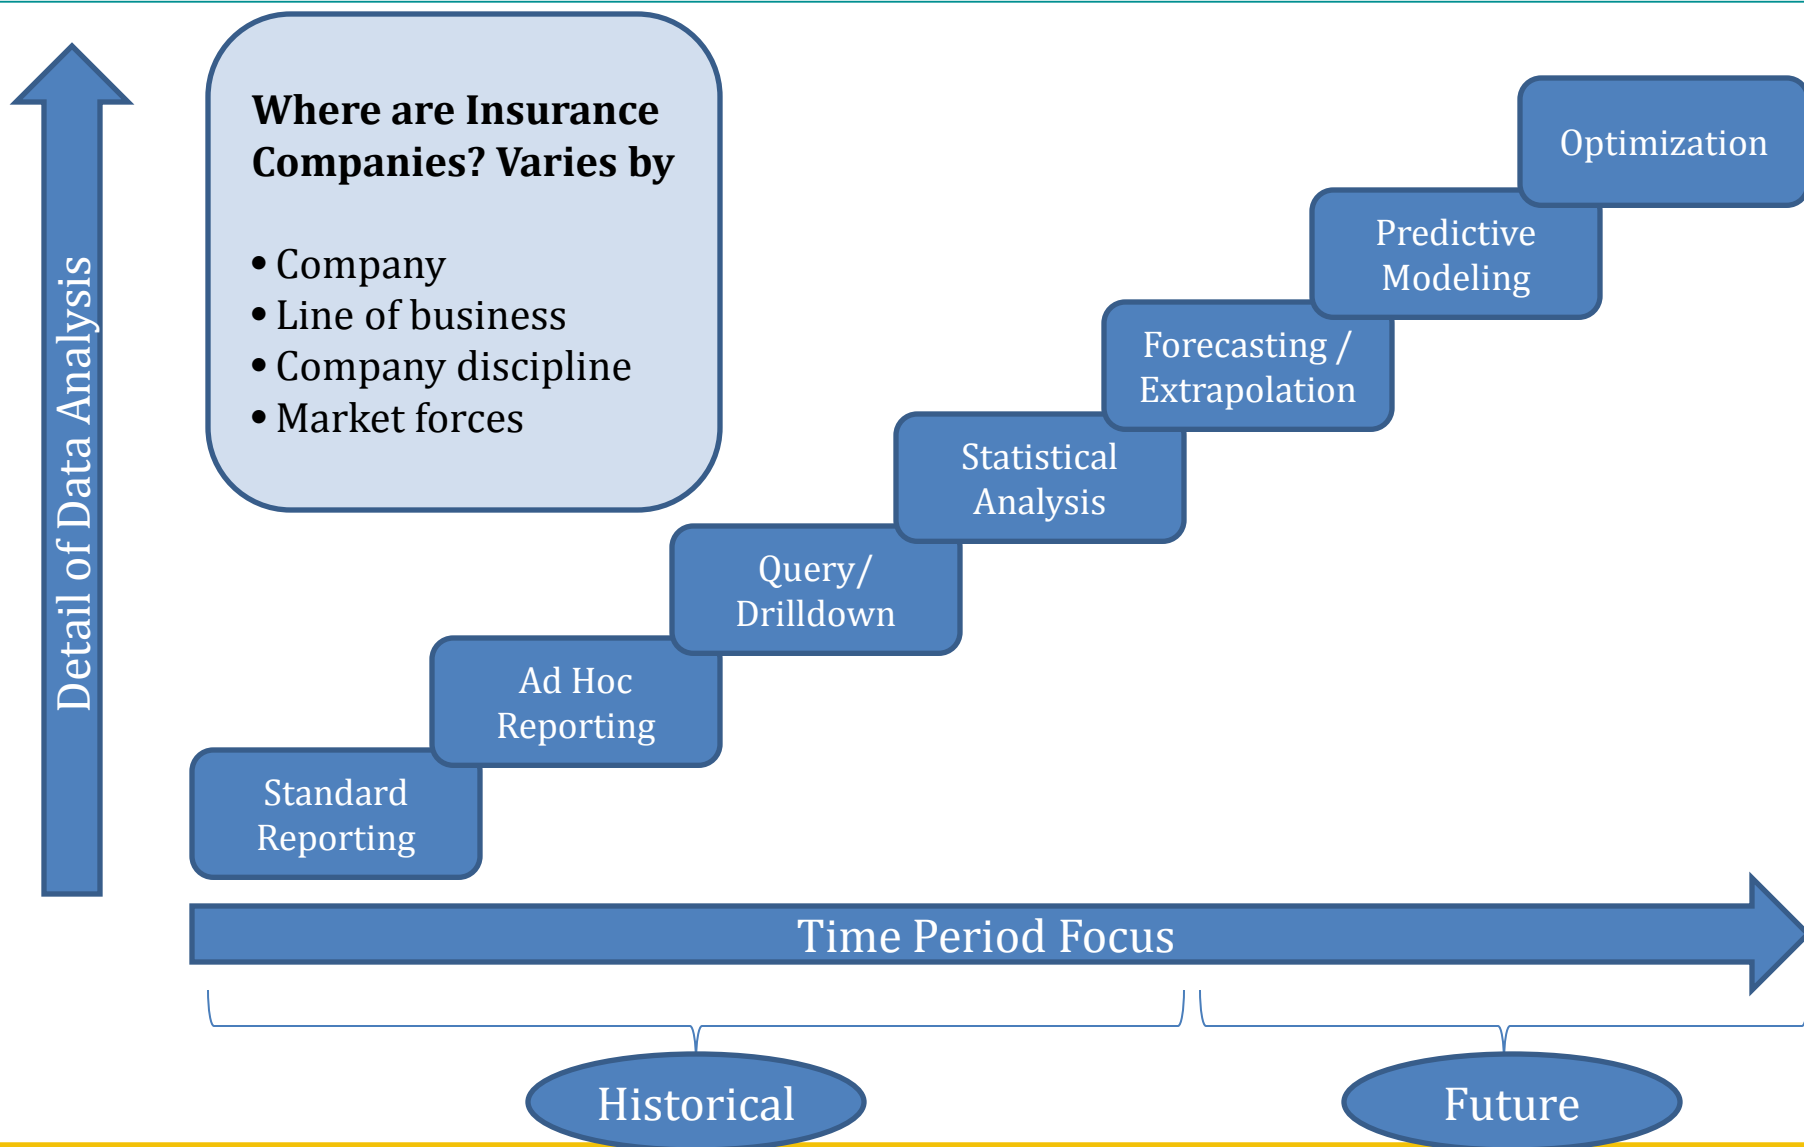 Where are Insurance
Companies? Varies by
• Company
• Line of business
• Company discipline
• Market forces
Detail of Data Analysis
Optimization
Predictive
Modeling
Forecasting /
Extrapolation
Statistical
Analysis
Query/
Drilldown
Ad Hoc
Reporting
Standard
Reporting
Time Period Focus
Historical
Future